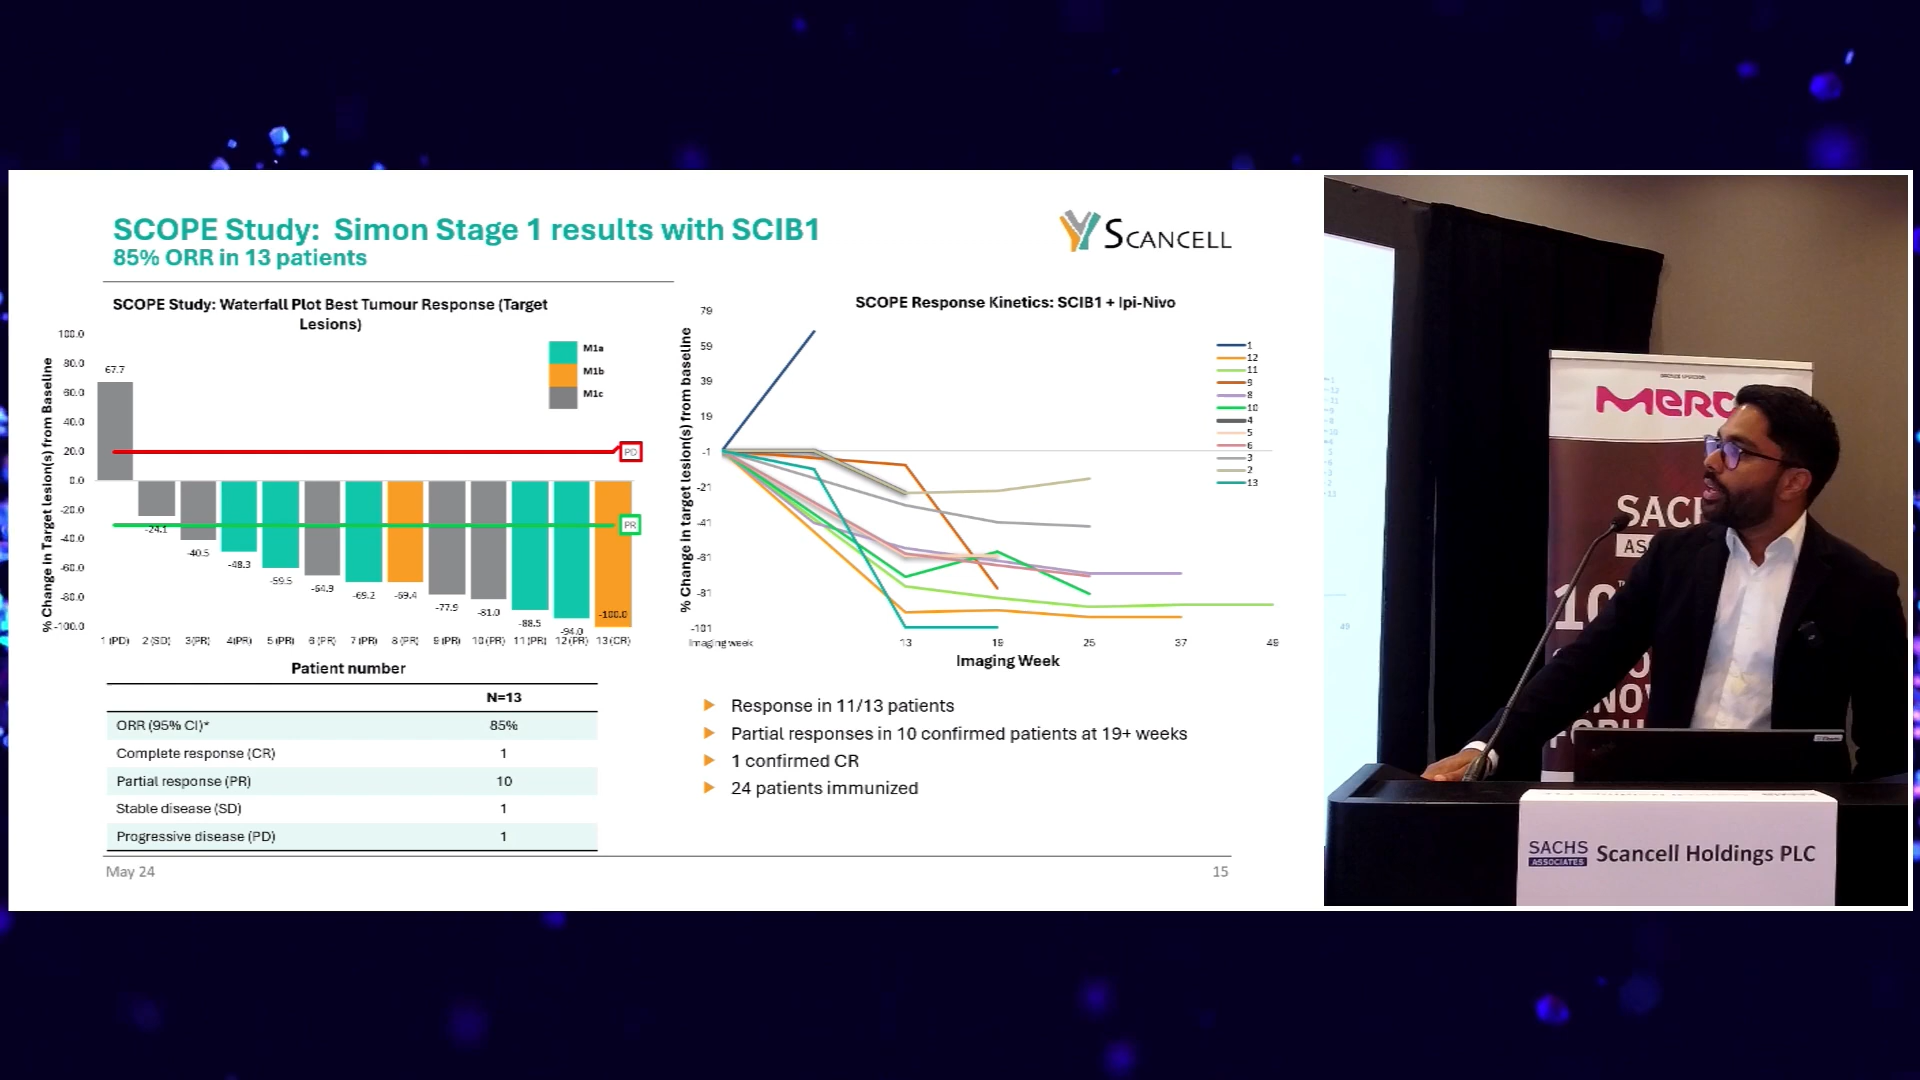 SCOPE Study: Simon Stage 1 results with SCIB1
85% ORR in 13 patients
SCANCELL
SCOPE Study: Waterfall Plot Best Tumour Response (Target
Lesions)
% Change in Target lesion(s) from Baseline
100.0
80.0
60.0
40.0
20.0
0.0
-20.0
-40.0
-60.0
-80.0
-100.0
M1a
M1b
M1c
PD
PR
67.7
-24.1
-40.5
-48.3
-59.5
-64.9
-69.2
-69.4
-77.9
-81.0
-88.5
-94.0
-100.0
1 (PD) 2 (SD) 3(PR) 4(PR) 5 (PR) 6 (PR) 7 (PR) 8 (PR) 9 (PR) 10 (PR) 11 (PR) 12 (PR) 13 (CR)
Patient number
N=13
ORR (95% CI)* 85%
Complete response (CR) 1
Partial response (PR) 10
Stable disease (SD) 1
Progressive disease (PD) 1
May 24
SCOPE Response Kinetics: SCIB1 + Ipi-Nivo
% Change in target lesion(s) from baseline
79
59
39
19
-1
-21
-41
-61
-81
-101
1
12
11
9
8
10
4
5
6
3
2
13
Imaging week 13 19 25 37 49
Imaging Week
Response in 11/13 patients
Partial responses in 10 confirmed patients at 19+ weeks
1 confirmed CR
24 patients immunized
15
49
SACHS
ASSOCIATES
Scancell Holdings PLC